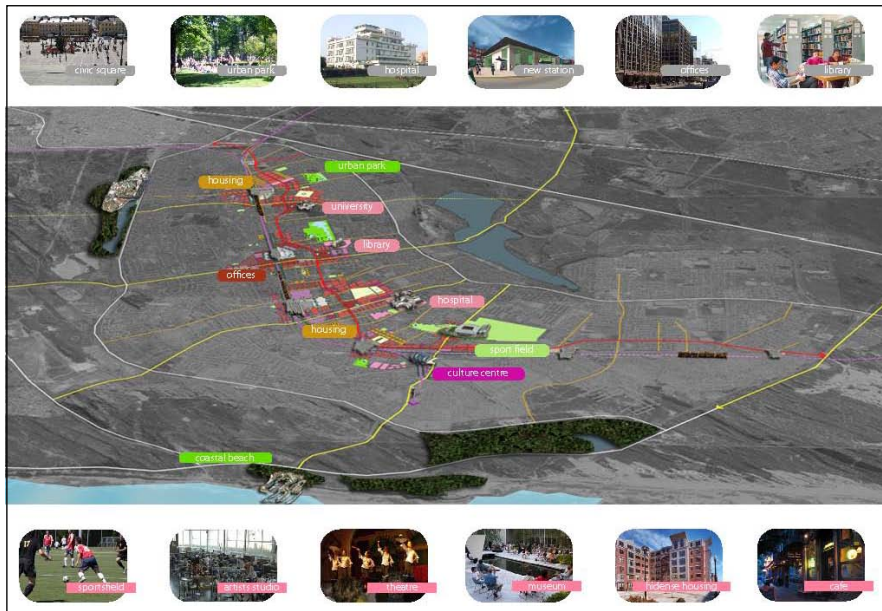 civic square
urban park
hospital
new station
offices
library
urban park
housing
university
library
offices
hospital
housing
sport field
culture centre
coastal beach
sportsfield
artists studio
theatre
museum
hidense housing
cafe